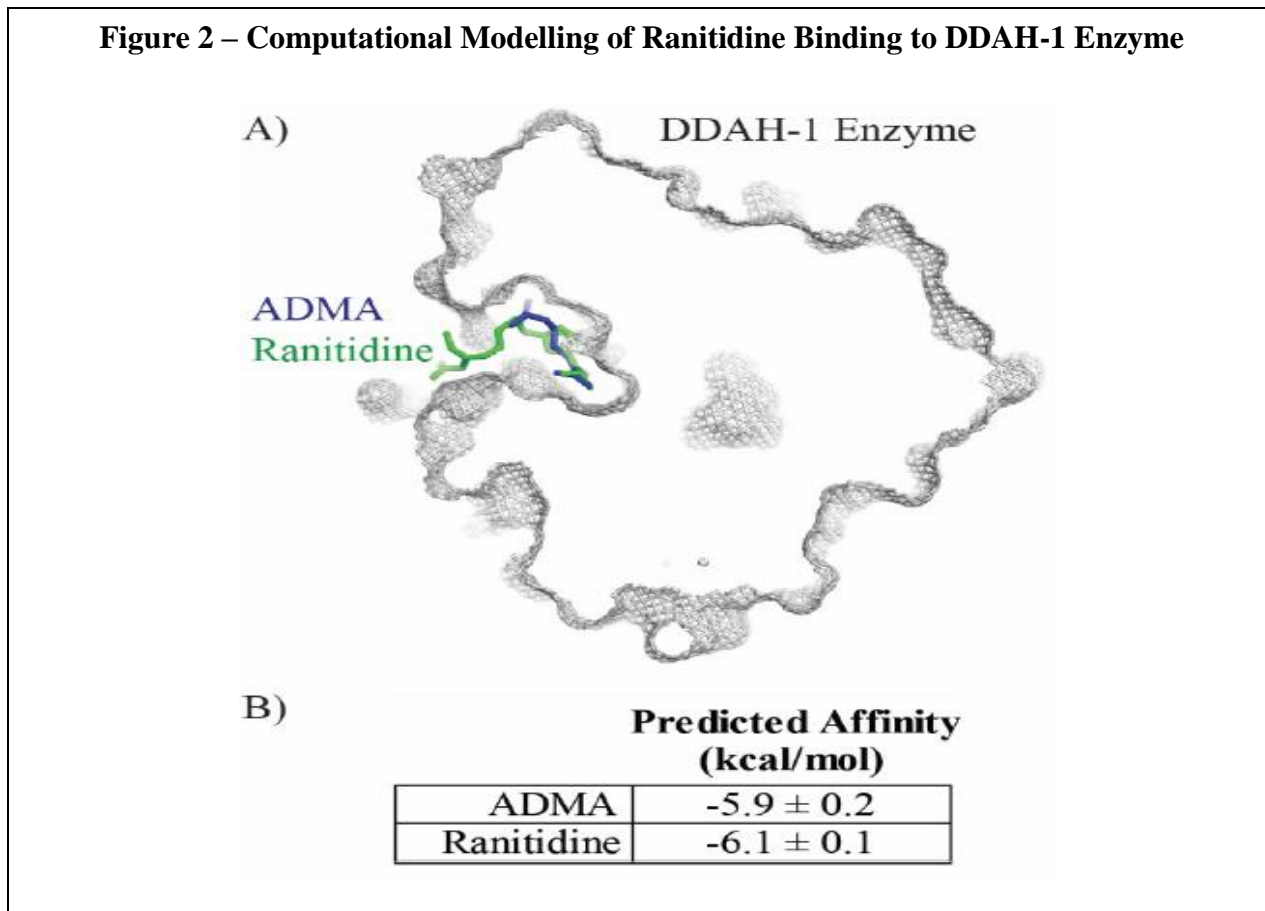 Figure 2 – Computational Modelling of Ranitidine Binding to DDAH-1 Enzyme
A) DDAH-1 Enzyme
ADMA
Ranitidine
B)
Predicted Affinity
(kcal/mol)
ADMA -5.9 ± 0.2
Ranitidine -6.1 ± 0.1